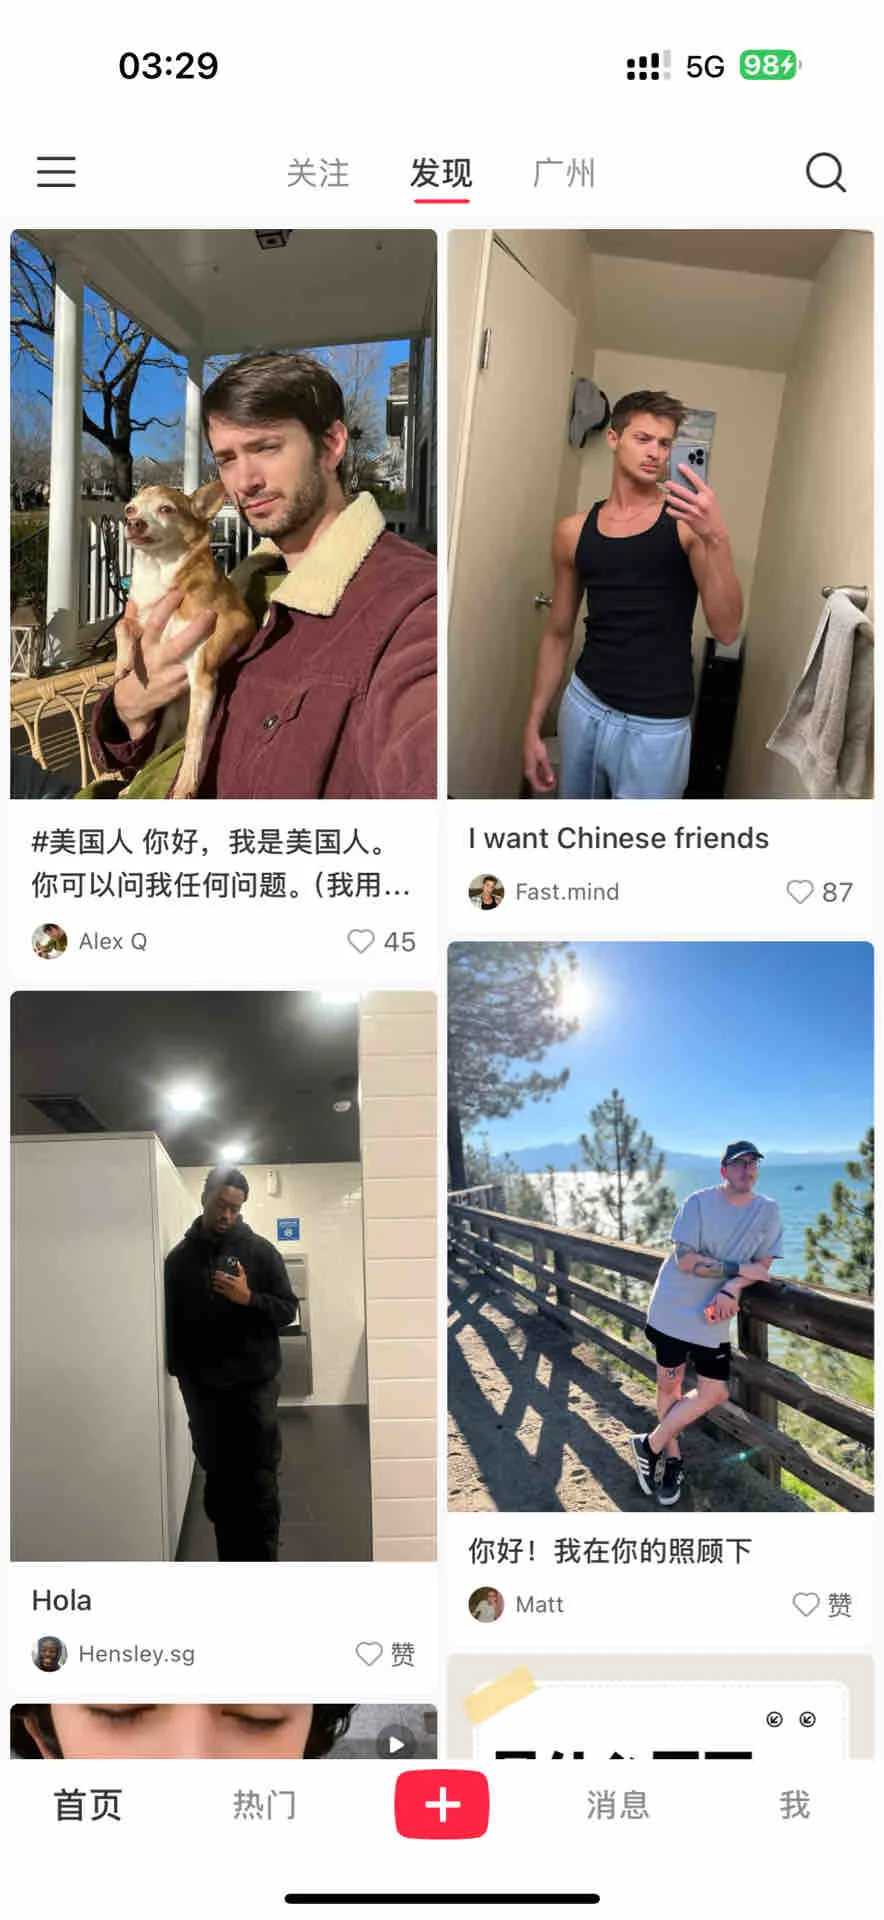 03:29
5G
98
关注
发现
广州
#美国人 你好，我是美国人。
你可以问我任何问题。（我用...
Alex Q
45
I want Chinese friends
Fast.mind
87
Hola
Hensley.sg
赞
你好！我在你的照顾下
Matt
赞
首页
热门
消息
我